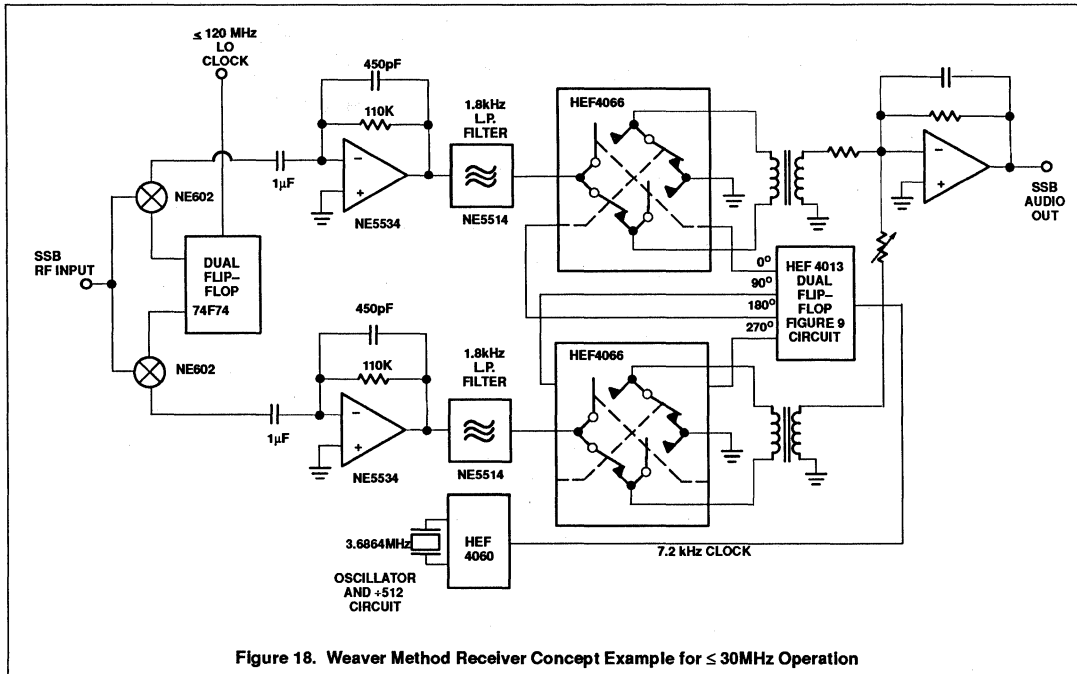 ≤ 120 MHz
LO
CLOCK
450pF
110K
1µF
−
+
NE5534
1.8kHz
L.P.
FILTER
NE5514
HEF4066
−
+
SSB
AUDIO
OUT
NE602
SSB
RF INPUT
DUAL
FLIP–
FLOP
74F74
NE602
0°
90°
180°
270°
HEF 4013
DUAL
FLIP–
FLOP
FIGURE 9
CIRCUIT
450pF
110K
1µF
−
+
NE5534
1.8kHz
L.P.
FILTER
NE5514
HEF4066
3.6864MHz
HEF
4060
7.2 kHz CLOCK
OSCILLATOR
AND ÷512
CIRCUIT
Figure 18. Weaver Method Receiver Concept Example for ≤ 30MHz Operation